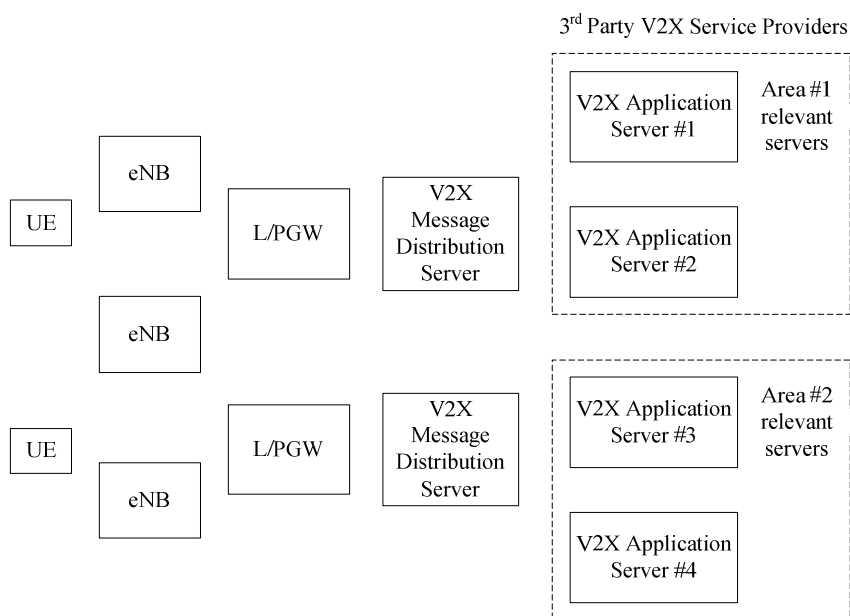 3rd Party V2X Service Providers
V2X Application
Server #1
Area #1
relevant
servers
eNB
UE
L/PGW
V2X
Message
Distribution
Server
V2X Application
Server #2
eNB
UE
eNB
L/PGW
V2X
Message
Distribution
Server
V2X Application
Server #3
Area #2
relevant
servers
V2X Application
Server #4